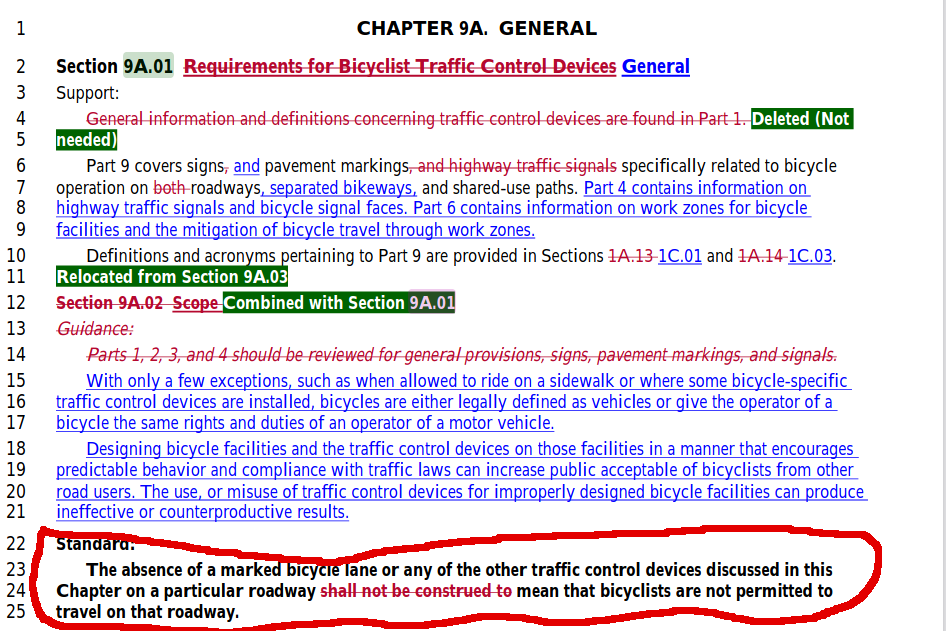 1 CHAPTER 9A. GENERAL
2 Section 9A.01 Requirements for Bicyclist Traffic Control Devices General
3 Support:
4 General information and definitions concerning traffic control devices are found in Part 1. Deleted (Not
5 needed)
6 Part 9 covers signs, and pavement markings, and highway traffic signals specifically related to bicycle
7 operation on both roadways, separated bikeways, and shared-use paths. Part 4 contains information on
8 highway traffic signals and bicycle signal faces. Part 6 contains information on work zones for bicycle
9 facilities and the mitigation of bicycle travel through work zones.
10 Definitions and acronyms pertaining to Part 9 are provided in Sections 1A.13 1C.01 and 1A.14 1C.03.
11 Relocated from Section 9A.03
12 Section 9A.02 Scope Combined with Section 9A.01
13 Guidance:
14 Parts 1, 2, 3, and 4 should be reviewed for general provisions, signs, pavement markings, and signals.
15 With only a few exceptions, such as when allowed to ride on a sidewalk or where some bicycle-specific
16 traffic control devices are installed, bicycles are either legally defined as vehicles or give the operator of a
17 bicycle the same rights and duties of an operator of a motor vehicle.
18 Designing bicycle facilities and the traffic control devices on those facilities in a manner that encourages
19 predictable behavior and compliance with traffic laws can increase public acceptable of bicyclists from other
20 road users. The use, or misuse of traffic control devices for improperly designed bicycle facilities can produce
21 ineffective or counterproductive results.
22 Standard:
23 The absence of a marked bicycle lane or any of the other traffic control devices discussed in this
24 Chapter on a particular roadway shall not be construed to mean that bicyclists are not permitted to
25 travel on that roadway.